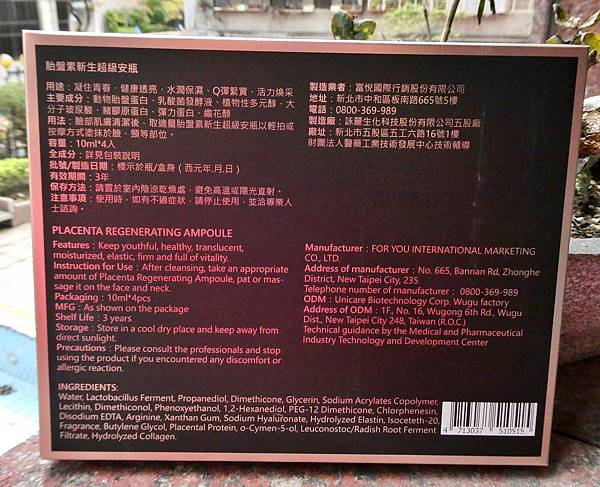 胎盤素新生超級安瓶
用途：凝住青春、健康透亮、水潤保濕、Q彈緊實、活力煥采
主要成分：動物胎盤蛋白、乳酸菌發酵液、植物性多元醇、大
分子玻尿酸、豬膠原蛋白、彈力蛋白、繼花醇
用法：臉部肌膚清潔後，取適量胎盤素新生超級安瓶以輕拍或
按摩方式塗抹於臉、頸等部位。
容量：10ml*4入
全成分：詳見包裝說明
批號/製造日期：標示於瓶/盒身（西元年.月.日）
有效期間：3年
保存方法：請置於室內陰涼乾燥處，避免高溫或陽光直射。
注意事項：使用時，如有不適症狀，請停止使用，並洽專業人
士諮詢。
製造業者：富悅國際行銷股份有限公司
地址：新北市中和區板南路665號5樓
電話：0800-369-989
製造廠：詠麗生化科技股份有限公司五股廠
廠址：新北市五股區五工六路16號1樓
財團法人醫藥工業技術發展中心技術輔導
PLACENTA REGENERATING AMPOULE
Features：Keep youthful, healthy, translucent,
moisturized, elastic, firm and full of vitality.
Instruction for Use：After cleansing, take an appropriate
amount of Placenta Regenerating Ampoule, pat or mas-
sage it on the face and neck.
Packaging：10ml*4pcs
MFG：As shown on the package
Shelf Life：3 years
Storage：Store in a cool dry place and keep away from
direct sunlight.
Precautions：Please consult the professionals and stop
using the product if you encountered any discomfort or
allergic reaction.
Manufacturer：FOR YOU INTERNATIONAL MARKETING
CO., LTD.
Address of manufacturer：No. 665, Bannan Rd, Zhonghe
District, New Taipei City, 235
Telephone number of manufacturer：0800-369-989
ODM：Unicare Biotechnology Corp. Wugu factory
Address of ODM：1F., No. 16, Wugong 6th Rd., Wugu
Dist., New Taipei City 248, Taiwan (R.O.C.)
Technical guidance by the Medical and Pharmaceutical
Industry Technology and Development Center
INGREDIENTS:
Water, Lactobacillus Ferment, Propanediol, Dimethicone, Glycerin, Sodium Acrylates Copolymer,
Lecithin, Dimethiconol, Phenoxyethanol, 1,2-Hexanediol, PEG-12 Dimethicone, Chlorphenesin,
Disodium EDTA, Arginine, Xanthan Gum, Sodium Hyaluronate, Hydrolyzed Elastin, Isoceteth-20,
Fragrance, Butylene Glycol, Placental Protein, o-Cymen-5-ol, Leuconostoc/Radish Root Ferment
Filtrate, Hydrolyzed Collagen.
4 713037 510515